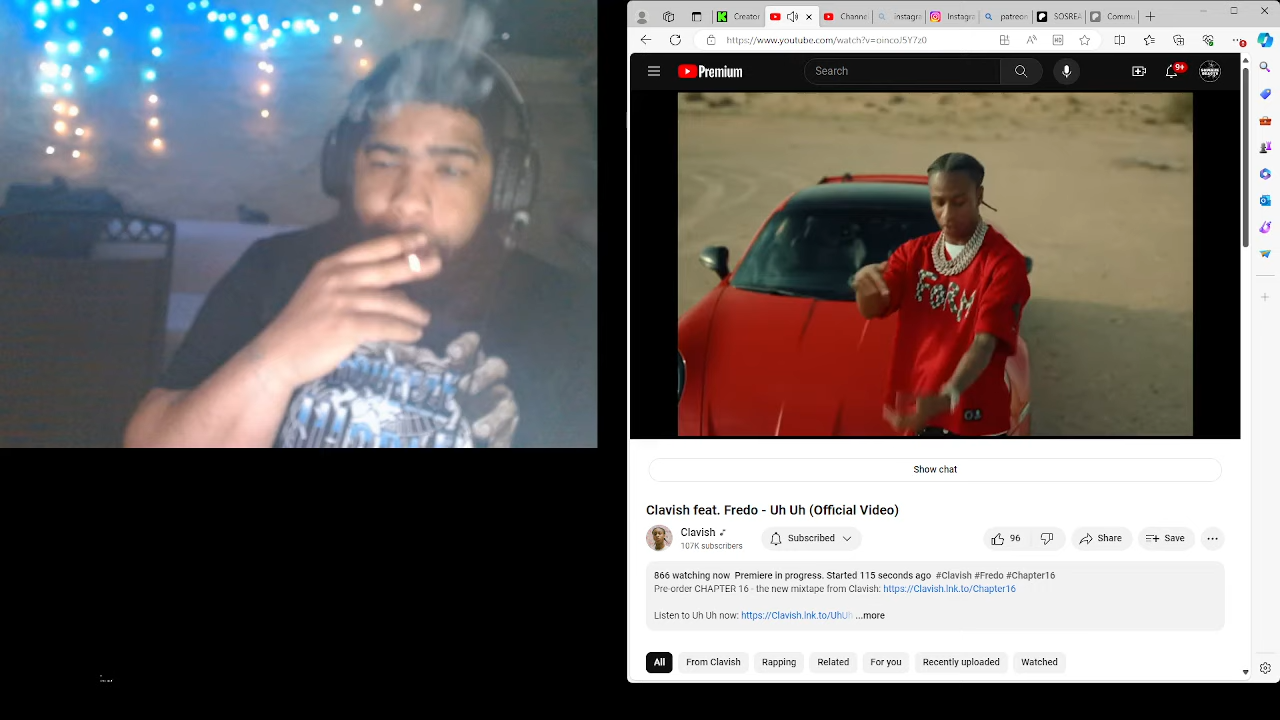 Creator
Channe
instagra
Instagra
patreon
SOSREA
Commu
https://www.youtube.com/watch?v=oincoJ5Y7z0
Premium
Search
9+
Show chat
Clavish feat. Fredo - Uh Uh (Official Video)
Clavish
107K subscribers
Subscribed
96
Share
Save
866 watching now Premiere in progress. Started 115 seconds ago #Clavish #Fredo #Chapter16
Pre-order CHAPTER 16 - the new mixtape from Clavish: https://Clavish.lnk.to/Chapter16
Listen to Uh Uh now: https://Clavish.lnk.to/UhUh ...more
All
From Clavish
Rapping
Related
For you
Recently uploaded
Watched